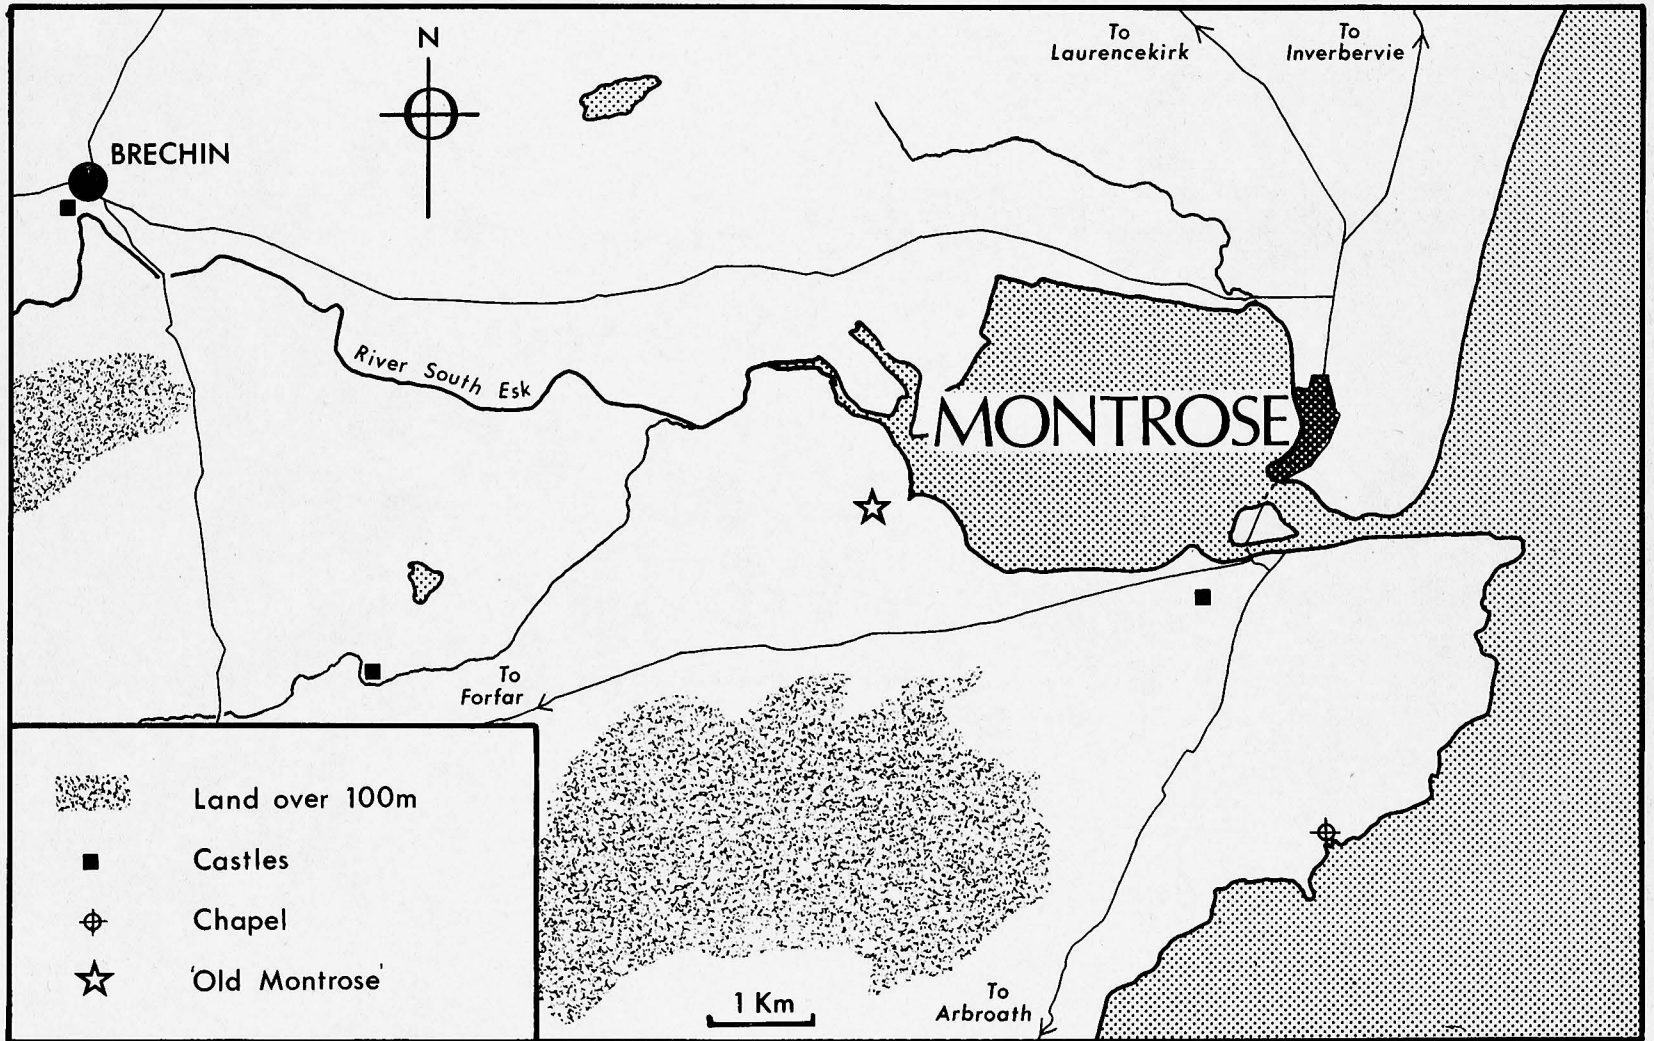 N
To
Laurencekirk
To
Inverbervie
BRECHIN
River South Esk
MONTROSE
To
Forfar
Land over 100m
Castles
Chapel
'Old Montrose'
1 Km
To
Arbroath